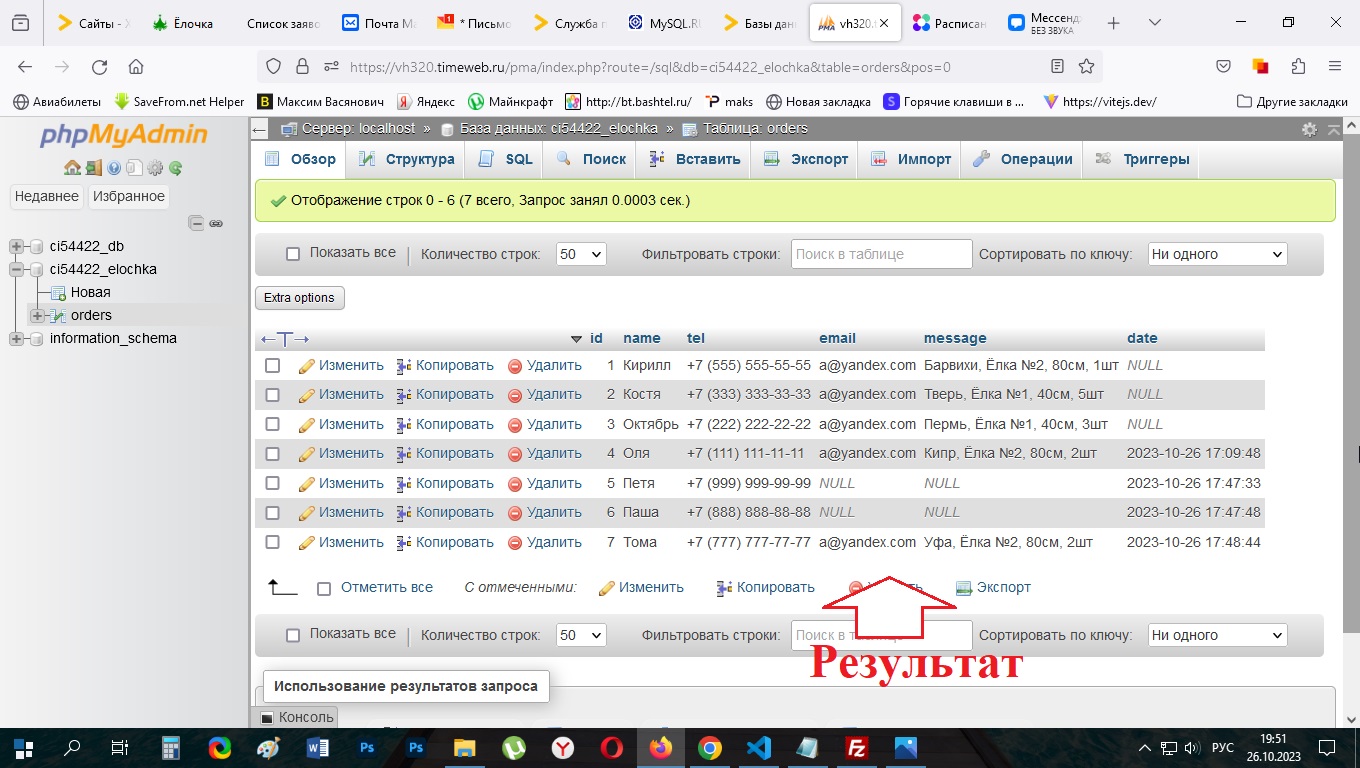 Сайты - Х
Ёлочка
Список заяво
Почта Ma
* Письмо
Служба п
MySQL.RU
Базы данн
vh320.t
Расписан
Мессендж
БЕЗ ЗВУКА
https://vh320.timeweb.ru/pma/index.php?route=/sql&db=ci54422_elochka&table=orders&pos=0
Авиабилеты
SaveFrom.net Helper
Максим Васянович
Яндекс
Майнкрафт
http://bt.bashtel.ru/
maks
Новая закладка
Горячие клавиши в ...
https://vitejs.dev/
Другие закладки
phpMyAdmin
Недавнее Избранное
ci54422_db
ci54422_elochka
Новая
orders
information_schema
Сервер: localhost » База данных: ci54422_elochka » Таблица: orders
Обзор Структура SQL Поиск Вставить Экспорт Импорт Операции Триггеры
Отображение строк 0 - 6 (7 всего, Запрос занял 0.0003 сек.)
Показать все | Количество строк: 50 Фильтровать строки: Поиск в таблице Сортировать по ключу: Ни одного
Extra options
←T→ id name tel email message date
Изменить Копировать Удалить 1 Кирилл +7 (555) 555-55-55 a@yandex.com Барвихи, Ёлка №2, 80см, 1шт NULL
Изменить Копировать Удалить 2 Костя +7 (333) 333-33-33 a@yandex.com Тверь, Ёлка №1, 40см, 5шт NULL
Изменить Копировать Удалить 3 Октябрь +7 (222) 222-22-22 a@yandex.com Пермь, Ёлка №1, 40см, 3шт NULL
Изменить Копировать Удалить 4 Оля +7 (111) 111-11-11 a@yandex.com Кипр, Ёлка №2, 80см, 2шт 2023-10-26 17:09:48
Изменить Копировать Удалить 5 Петя +7 (999) 999-99-99 NULL NULL 2023-10-26 17:47:33
Изменить Копировать Удалить 6 Паша +7 (888) 888-88-88 NULL NULL 2023-10-26 17:47:48
Изменить Копировать Удалить 7 Тома +7 (777) 777-77-77 a@yandex.com Уфа, Ёлка №2, 80см, 2шт 2023-10-26 17:48:44
Отметить все С отмеченными: Изменить Копировать Экспорт
Показать все | Количество строк: 50 Фильтровать строки: Поиск в таблице Сортировать по ключу: Ни одного
Результат
Использование результатов запроса
Консоль
РУС
19:51
26.10.2023